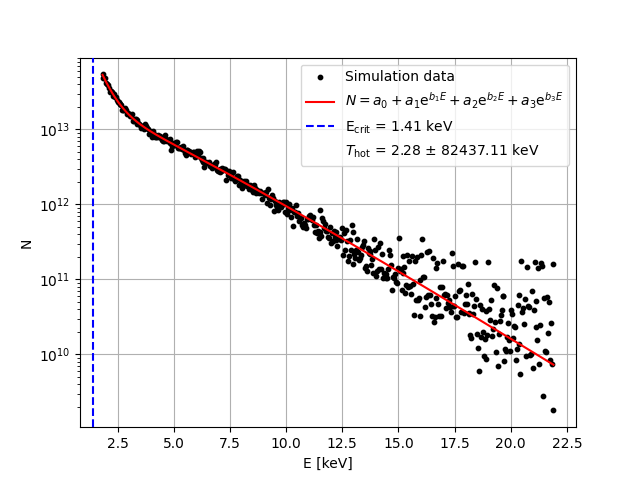 Simulation data
N = a₀ + a₁e^{b₁E} + a₂e^{b₂E} + a₃e^{b₃E}
E_crit = 1.41 keV
T_hot = 2.28 ± 82437.11 keV
N
10¹³
10¹²
10¹¹
10¹⁰
2.5 5.0 7.5 10.0 12.5 15.0 17.5 20.0 22.5
E [keV]